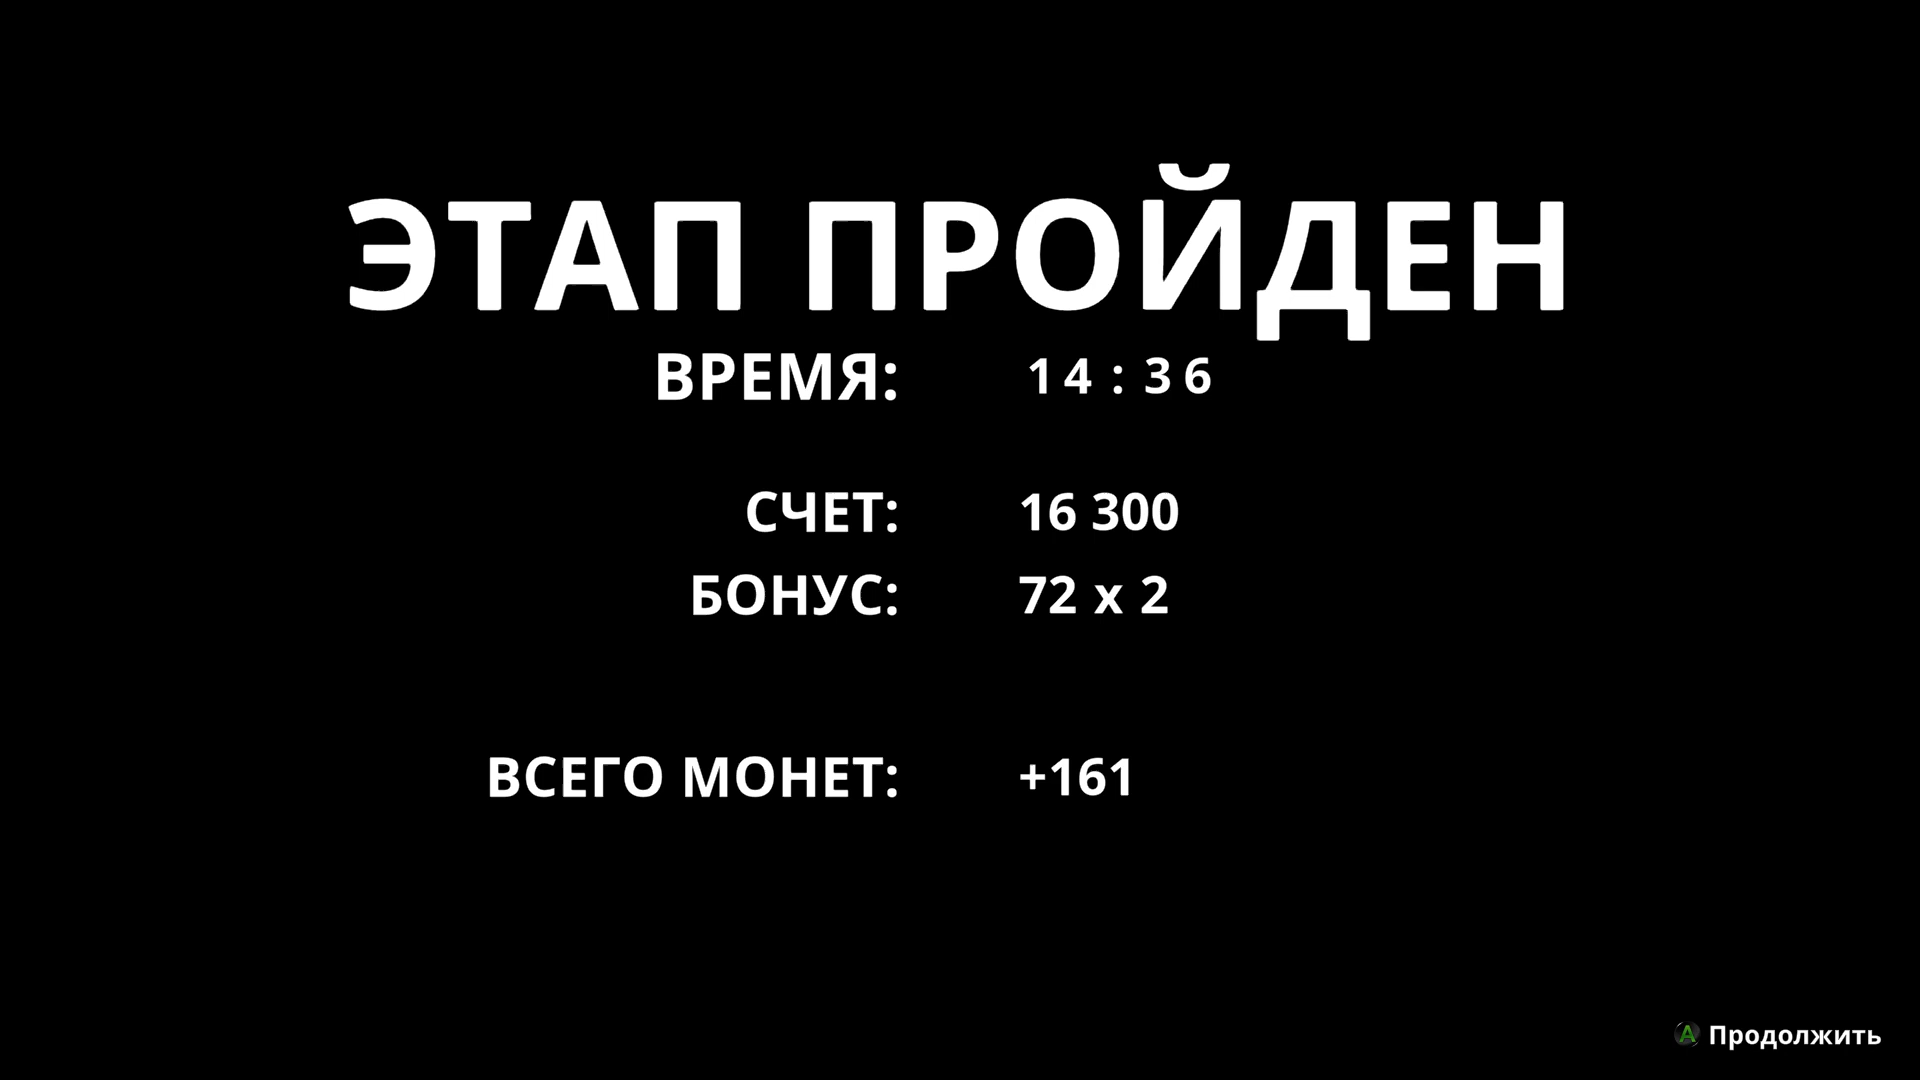 ЭТАП ПРОЙДЕН
ВРЕМЯ: 14 : 36
СЧЕТ: 16 300
БОНУС: 72 x 2
ВСЕГО МОНЕТ: +161
A Продолжить